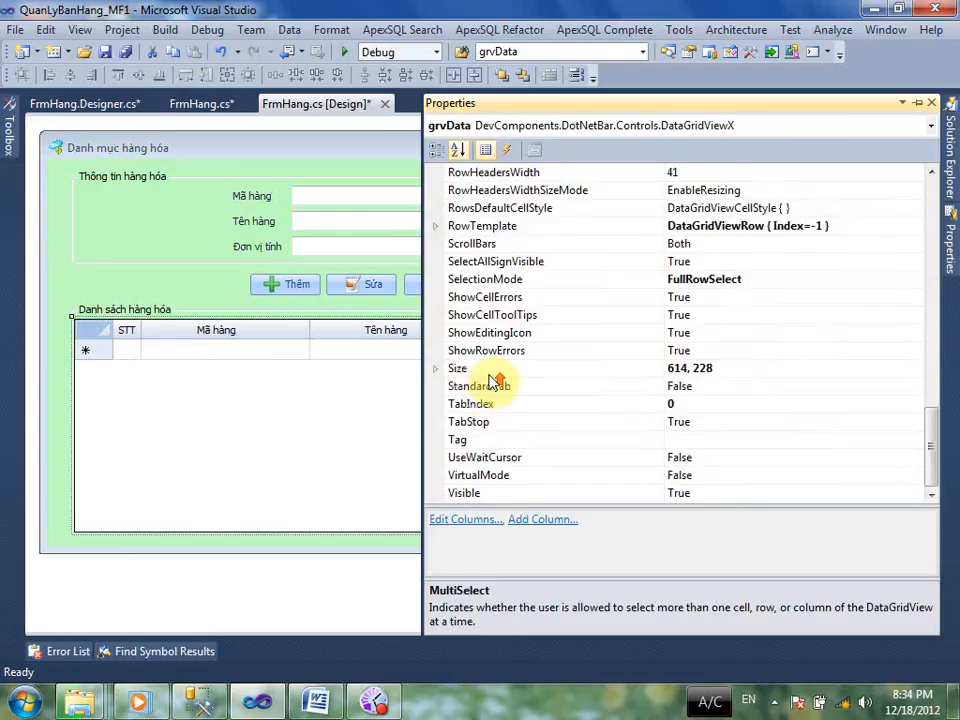 QuanLyBanHang_MF1 - Microsoft Visual Studio
File Edit View Project Build Debug Team Data Format ApexSQL Search ApexSQL Refactor ApexSQL Complete Tools Architecture Test Analyze Window Help
Debug grvData
FrmHang.Designer.cs* FrmHang.cs* FrmHang.cs [Design]*
Toolbox
Danh mục hàng hóa
Thông tin hàng hóa
Mã hàng
Tên hàng
Đơn vị tính
Thêm Sửa
Danh sách hàng hóa
STT Mã hàng Tên hàng
Properties
grvData DevComponents.DotNetBar.Controls.DataGridViewX
RowHeadersWidth 41
RowHeadersWidthSizeMode EnableResizing
RowsDefaultCellStyle DataGridViewCellStyle { }
RowTemplate DataGridViewRow { Index=-1 }
ScrollBars Both
SelectAllSignVisible True
SelectionMode FullRowSelect
ShowCellErrors True
ShowCellToolTips True
ShowEditingIcon True
ShowRowErrors True
Size 614, 228
StandardTab False
TabIndex 0
TabStop True
Tag
UseWaitCursor False
VirtualMode False
Visible True
Edit Columns..., Add Column...
MultiSelect
Indicates whether the user is allowed to select more than one cell, row, or column of the DataGridView
at a time.
Solution Explorer
Properties
Error List Find Symbol Results
Ready
A/C EN 8:34 PM
12/18/2012